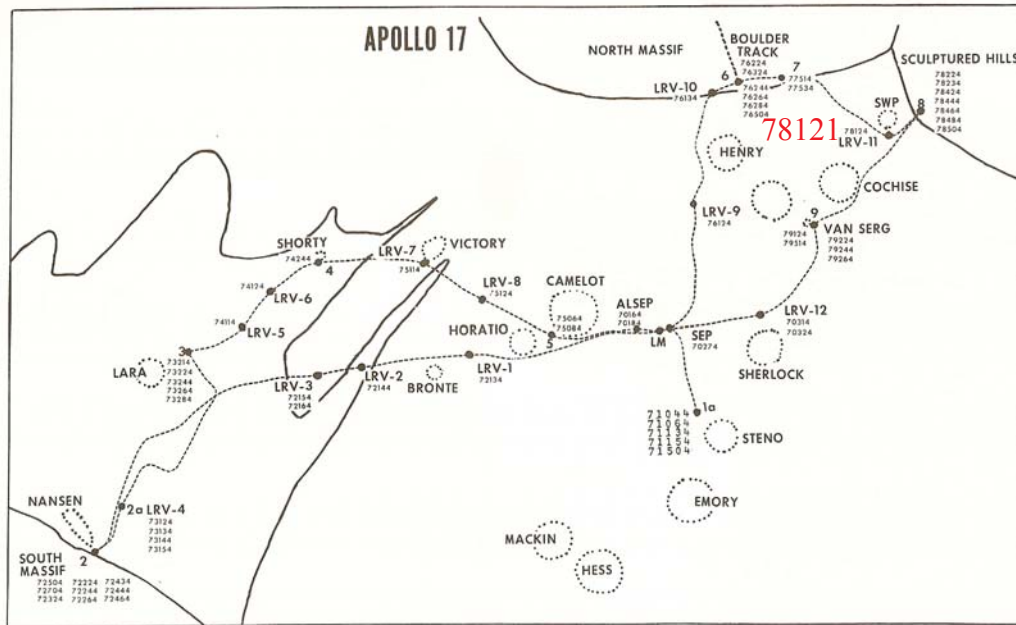 APOLLO 17
NORTH MASSIF
BOULDER
TRACK
76224
76324
6
7
77514
77534
SCULPTURED HILLS
78224
78234
78424
78444
78464
78484
78504
8
LRV-10
76134
76244
76264
76284
76504
SWP
78121
78124
LRV-11
HENRY
COCHISE
LRV-9
76124
9
VAN SERG
79124
79514
79224
79244
79264
SHORTY
74244
4
LRV-7
75114
VICTORY
74124
LRV-6
LRV-8
75124
CAMELOT
75064
75084
5
ALSEP
70164
70184
LM
SEP
70274
LRV-12
70314
70324
74114
LRV-5
HORATIO
SHERLOCK
3
73214
73224
73244
73264
73284
LARA
LRV-3
72154
72164
LRV-2
72144
BRONTE
LRV-1
72134
1a
71044
71064
71134
71154
71504
STENO
EMORY
NANSEN
2a LRV-4
73124
73134
73144
73154
MACKIN
HESS
2
SOUTH
MASSIF
72504 72224 72434
72704 72244 72444
72324 72264 72464